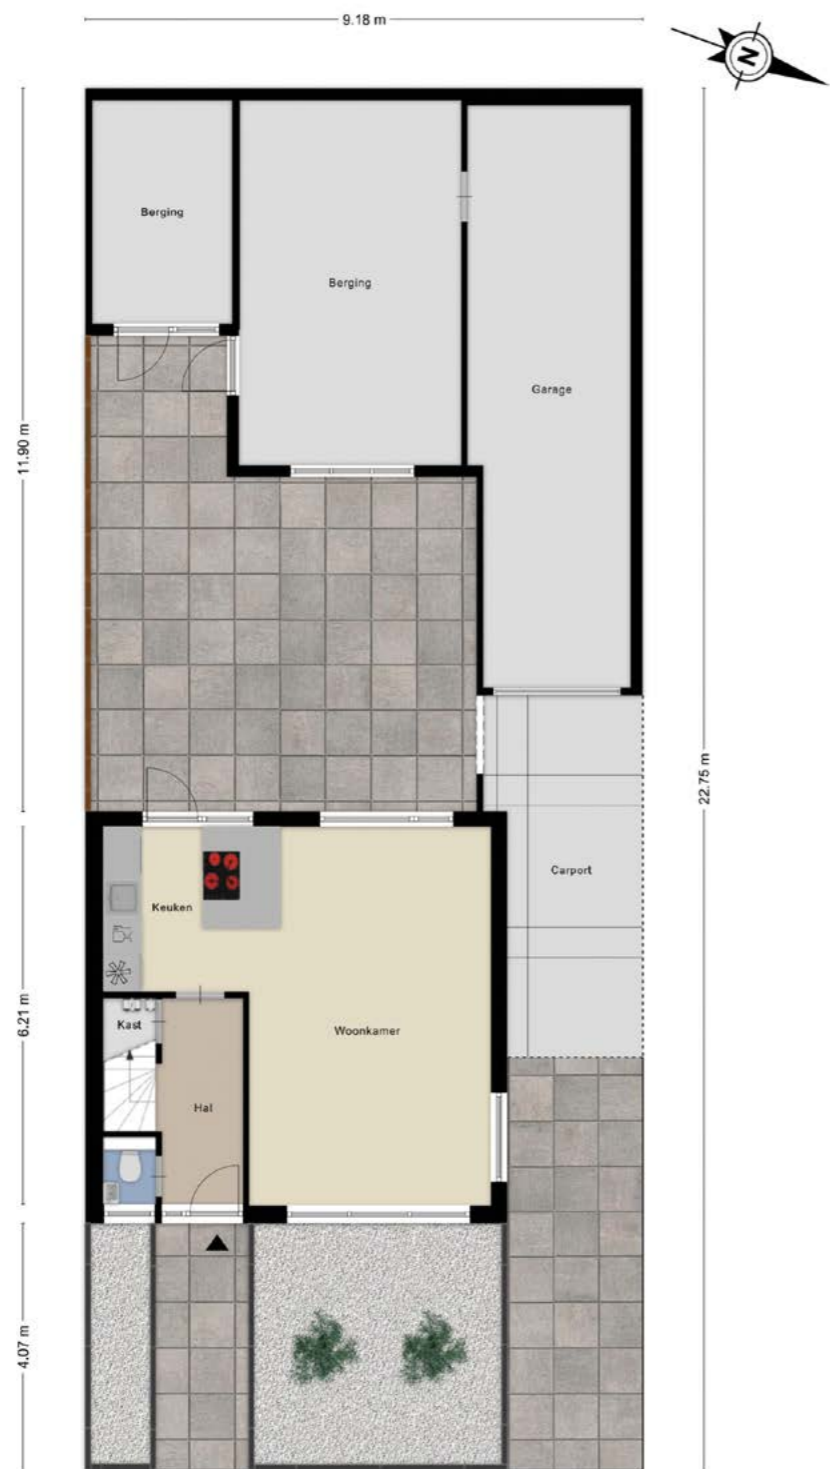 9.18 m
N
Berging
Berging
Garage
11.90 m
22.75 m
Carport
Keuken
6.21 m
Kast
Woonkamer
Hal
4.07 m